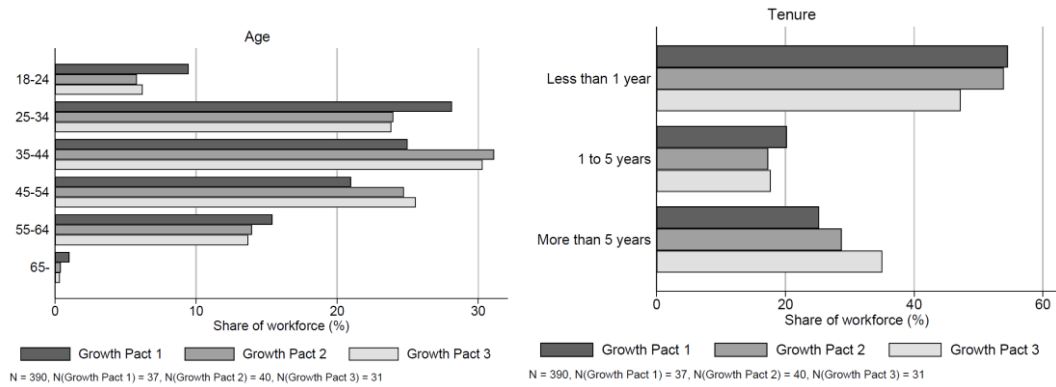 Age
18-24
25-34
35-44
45-54
55-64
65-
0 10 20 30
Share of workforce (%)
Growth Pact 1 Growth Pact 2 Growth Pact 3
N = 390, N(Growth Pact 1) = 37, N(Growth Pact 2) = 40, N(Growth Pact 3) = 31
Tenure
Less than 1 year
1 to 5 years
More than 5 years
0 20 40 60
Share of workforce (%)
Growth Pact 1 Growth Pact 2 Growth Pact 3
N = 390, N(Growth Pact 1) = 37, N(Growth Pact 2) = 40, N(Growth Pact 3) = 31